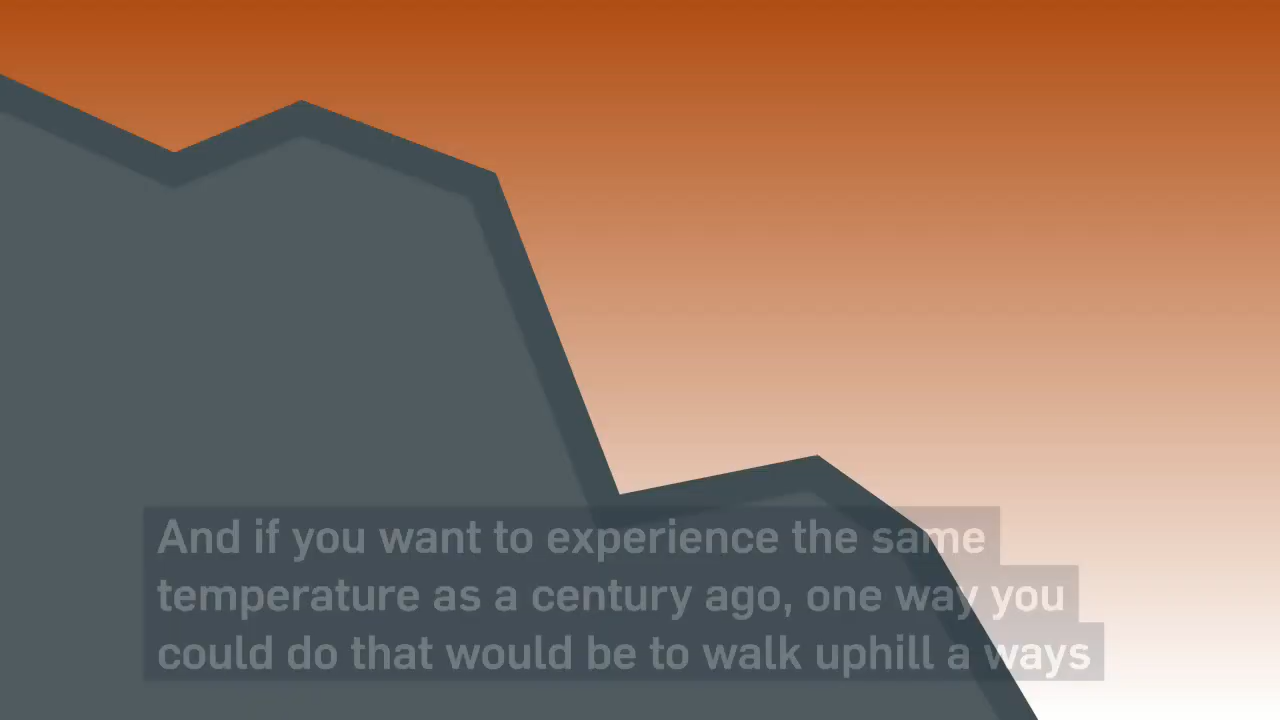 And if you want to experience the same
temperature as a century ago, one way you
could do that would be to walk uphill a ways